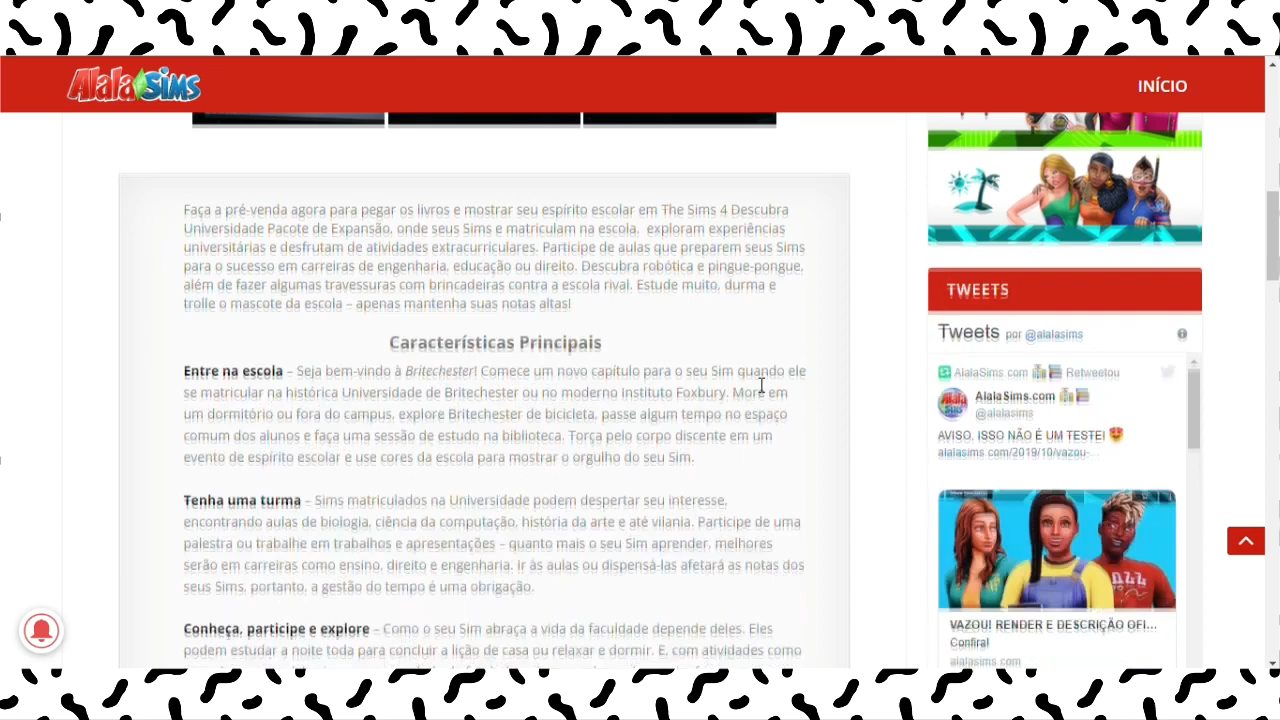 Alala Sims
INÍCIO
Faça a pré-venda agora para pegar os livros e mostrar seu espírito escolar em The Sims 4 Descubra
Universidade Pacote de Expansão, onde seus Sims e matriculam na escola, exploram experiências
universitárias e desfrutam de atividades extracurriculares. Participe de aulas que preparem seus Sims
para o sucesso em carreiras de engenharia, educação ou direito. Descubra robótica e pingue-pongue,
além de fazer algumas travessuras com brincadeiras contra a escola rival. Estude muito, durma e
trolle o mascote da escola – apenas mantenha suas notas altas!
Características Principais
Entre na escola – Seja bem-vindo à Britechester! Comece um novo capítulo para o seu Sim quando ele
se matricular na histórica Universidade de Britechester ou no moderno Instituto Foxbury. More em
um dormitório ou fora do campus, explore Britechester de bicicleta, passe algum tempo no espaço
comum dos alunos e faça uma sessão de estudo na biblioteca. Torça pelo corpo discente em um
evento de espírito escolar e use cores da escola para mostrar o orgulho do seu Sim.
Tenha uma turma – Sims matriculados na Universidade podem despertar seu interesse,
encontrando aulas de biologia, ciência da computação, história da arte e até vilania. Participe de uma
palestra ou trabalhe em trabalhos e apresentações – quanto mais o seu Sim aprender, melhores
serão em carreiras como ensino, direito e engenharia. Ir às aulas ou dispensá-las afetará as notas dos
seus Sims, portanto, a gestão do tempo é uma obrigação.
Conheça, participe e explore – Como o seu Sim abraça a vida da faculdade depende deles. Eles
podem estudar a noite toda para concluir a lição de casa ou relaxar e dormir. E, com atividades como
TWEETS
Tweets por @alalasims
AlalaSims.com Retweetou
AlalaSims.com
@alalasims
AVISO, ISSO NÃO É UM TESTE!
alalasims.com/2019/10/vazou-...
VAZOU! RENDER E DESCRIÇÃO OFI...
Confira!
alalasims.com